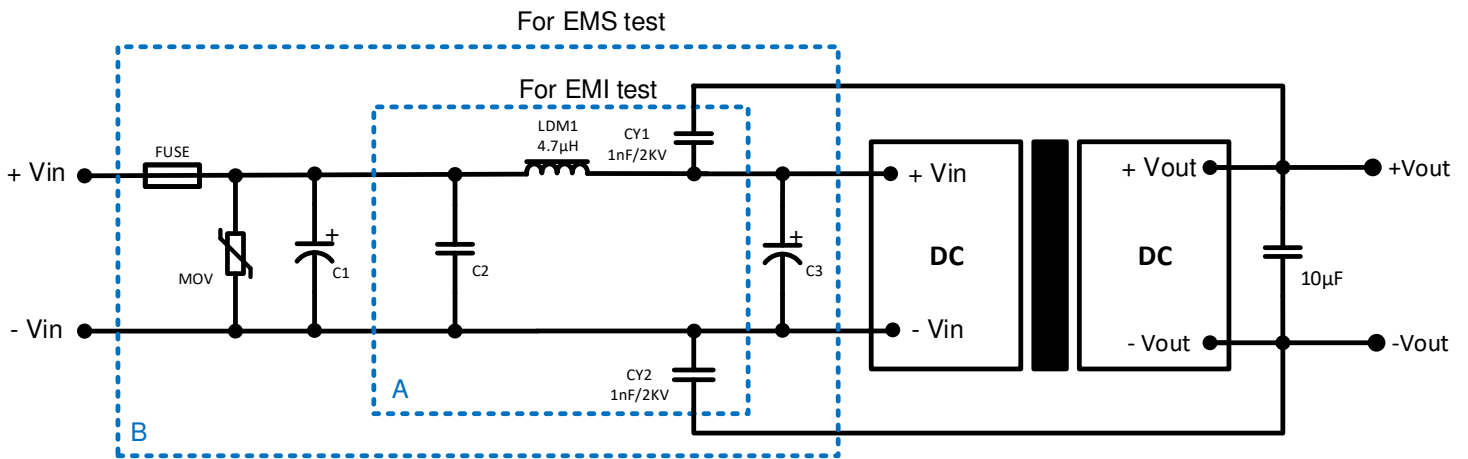 For EMS test
For EMI test
LDM1
4.7µH
CY1
1nF/2KV
FUSE
+ Vin
+ Vin
+ Vout
+Vout
MOV
+
C1
C2
+
C3
DC
DC
10µF
- Vin
- Vin
- Vout
-Vout
CY2
1nF/2KV
A
B